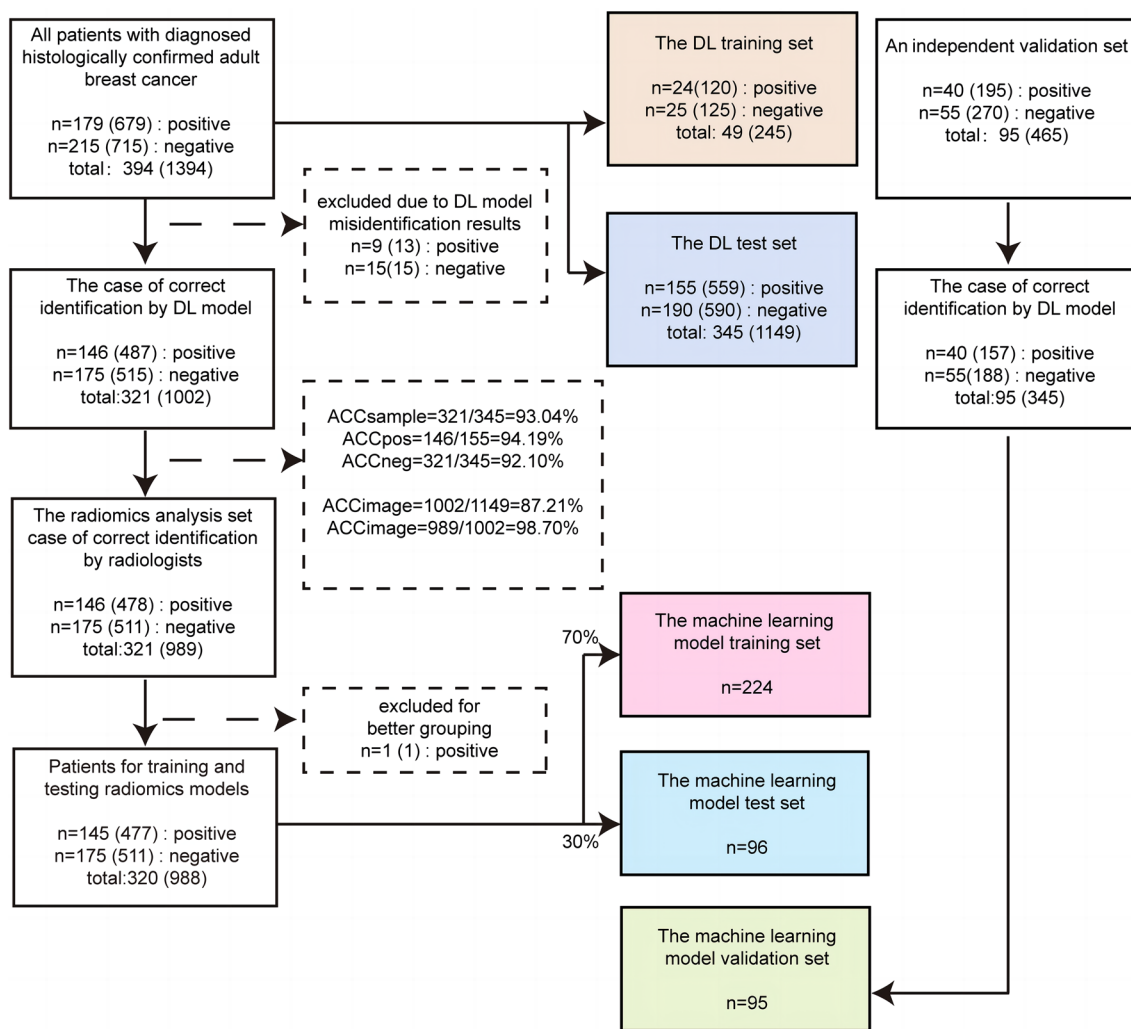 All patients with diagnosed
histologically confirmed adult
breast cancer
n=179 (679) : positive
n=215 (715) : negative
total: 394 (1394)
The DL training set
n=24(120) : positive
n=25 (125) : negative
total: 49 (245)
An independent validation set
n=40 (195) : positive
n=55 (270) : negative
total: 95 (465)
excluded due to DL model
misidentification results
n=9 (13) : positive
n=15(15) : negative
The DL test set
n=155 (559) : positive
n=190 (590) : negative
total: 345 (1149)
The case of correct
identification by DL model
n=146 (487) : positive
n=175 (515) : negative
total:321 (1002)
The case of correct
identification by DL model
n=40 (157) : positive
n=55(188) : negative
total:95 (345)
ACCsample=321/345=93.04%
ACCpos=146/155=94.19%
ACCneg=321/345=92.10%
ACCimage=1002/1149=87.21%
ACCimage=989/1002=98.70%
The radiomics analysis set
case of correct identification
by radiologists
n=146 (478) : positive
n=175 (511) : negative
total:321 (989)
70%
The machine learning
model training set
n=224
excluded for
better grouping
n=1 (1) : positive
Patients for training and
testing radiomics models
n=145 (477) : positive
n=175 (511) : negative
total:320 (988)
30%
The machine learning
model test set
n=96
The machine learning
model validation set
n=95